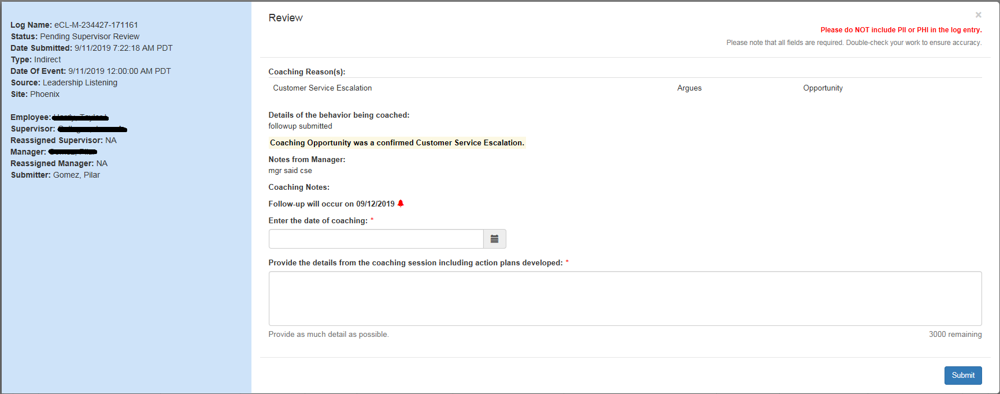 Log Name: eCL-M-234427-171161
Status: Pending Supervisor Review
Date Submitted: 9/11/2019 7:22:18 AM PDT
Type: Indirect
Date Of Event: 9/11/2019 12:00:00 AM PDT
Source: Leadership Listening
Site: Phoenix
Employee:
Supervisor:
Reassigned Supervisor: NA
Manager:
Reassigned Manager: NA
Submitter: Gomez, Pilar
Review
×
Please do NOT include PII or PHI in the log entry.
Please note that all fields are required. Double-check your work to ensure accuracy.
Coaching Reason(s):
Customer Service Escalation Argues Opportunity
Details of the behavior being coached:
followup submitted
Coaching Opportunity was a confirmed Customer Service Escalation.
Notes from Manager:
mgr said cse
Coaching Notes:
Follow-up will occur on 09/12/2019
Enter the date of coaching: *
Provide the details from the coaching session including action plans developed: *
Provide as much detail as possible. 3000 remaining
Submit